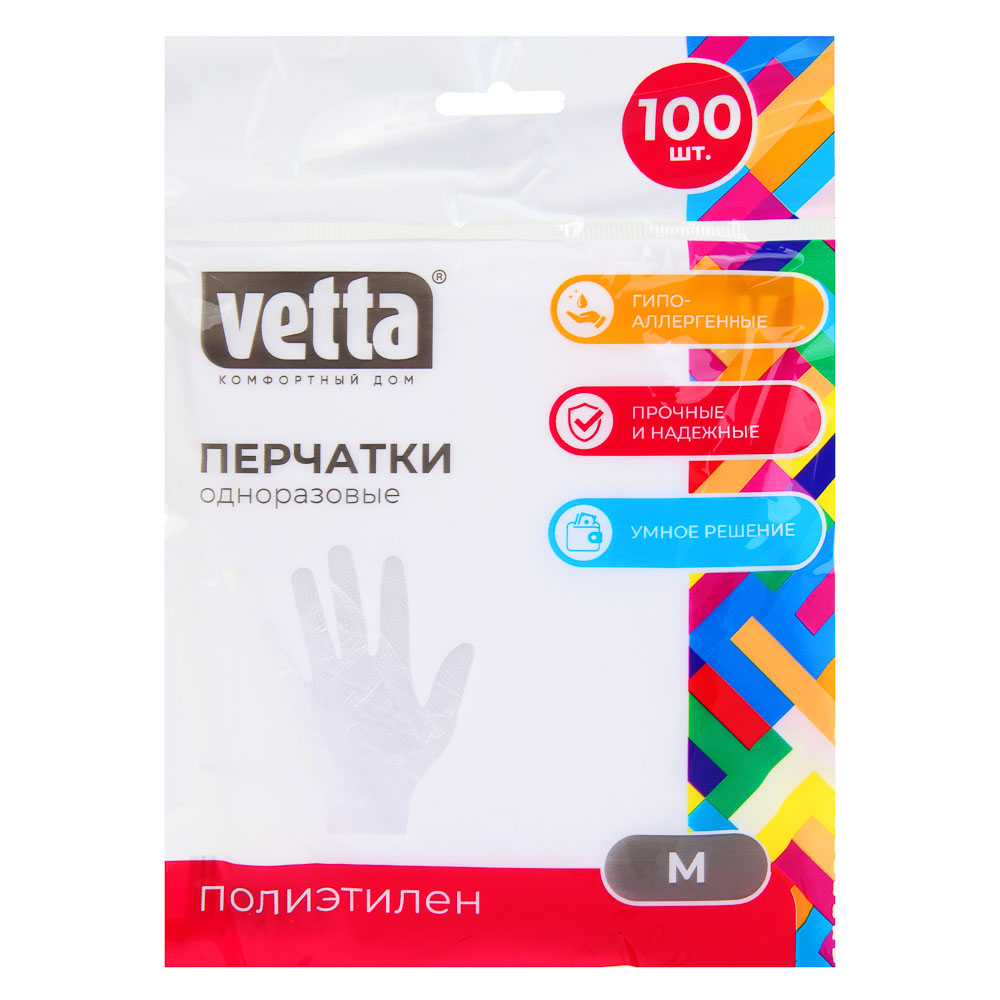 100
шт.
vetta®
КОМФОРТНЫЙ ДОМ
ГИПО-
АЛЛЕРГЕННЫЕ
ПРОЧНЫЕ
И НАДЕЖНЫЕ
ПЕРЧАТКИ
одноразовые
УМНОЕ РЕШЕНИЕ
M
полиэтилен